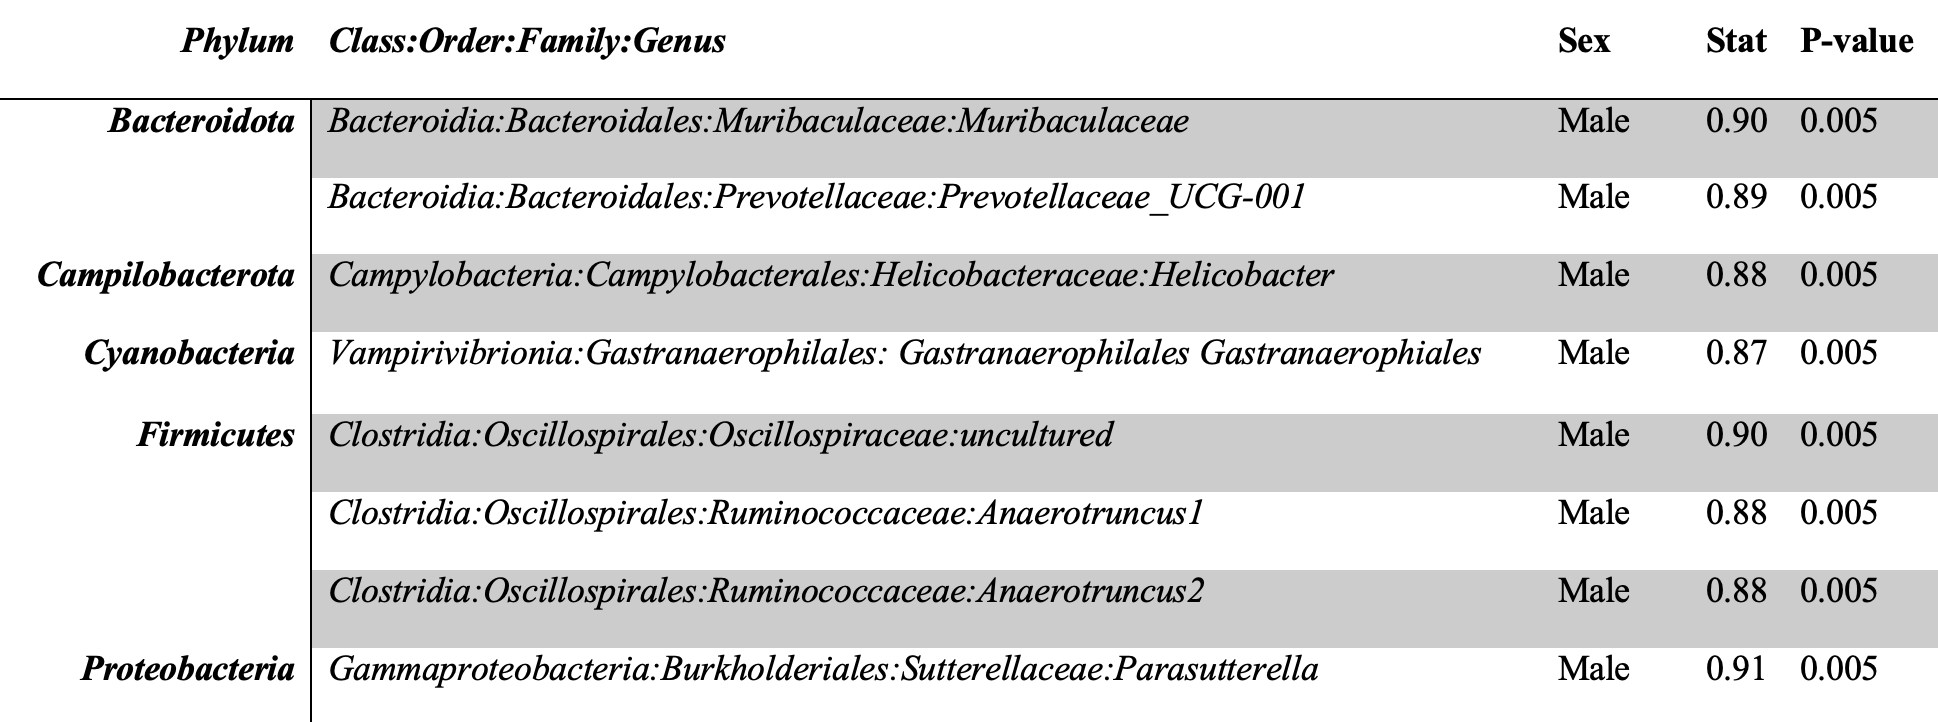 Phylum Class:Order:Family:Genus Sex Stat P-value
Bacteroidota Bacteroidia:Bacteroidales:Muribaculaceae:Muribaculaceae Male 0.90 0.005
Bacteroidia:Bacteroidales:Prevotellaceae:Prevotellaceae_UCG-001 Male 0.89 0.005
Campilobacterota Campylobacteria:Campylobacterales:Helicobacteraceae:Helicobacter Male 0.88 0.005
Cyanobacteria Vampirivibrionia:Gastranaerophilales: Gastranaerophilales Gastranaerophiales Male 0.87 0.005
Firmicutes Clostridia:Oscillospirales:Oscillospiraceae:uncultured Male 0.90 0.005
Clostridia:Oscillospirales:Ruminococcaceae:Anaerotruncus1 Male 0.88 0.005
Clostridia:Oscillospirales:Ruminococcaceae:Anaerotruncus2 Male 0.88 0.005
Proteobacteria Gammaproteobacteria:Burkholderiales:Sutterellaceae:Parasutterella Male 0.91 0.005